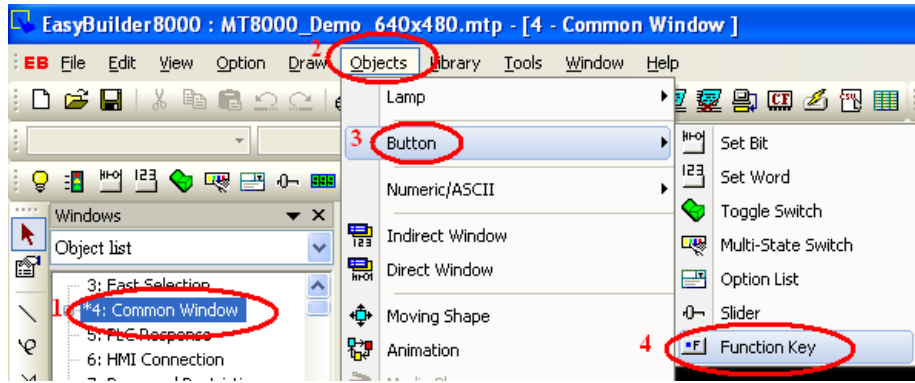 EasyBuilder8000 : MT8000_Demo 640x480.mtp - [4 - Common Window ]
EB File Edit View Option Draw Objects Library Tools Window Help
2
Lamp
3 Button
Numeric/ASCII
Indirect Window
Direct Window
Moving Shape
Animation
Set Bit
Set Word
Toggle Switch
Multi-State Switch
Option List
Slider
4 Function Key
Windows
Object list
3: Fast Selection
1 *4: Common Window
5: PLC Response
6: HMI Connection